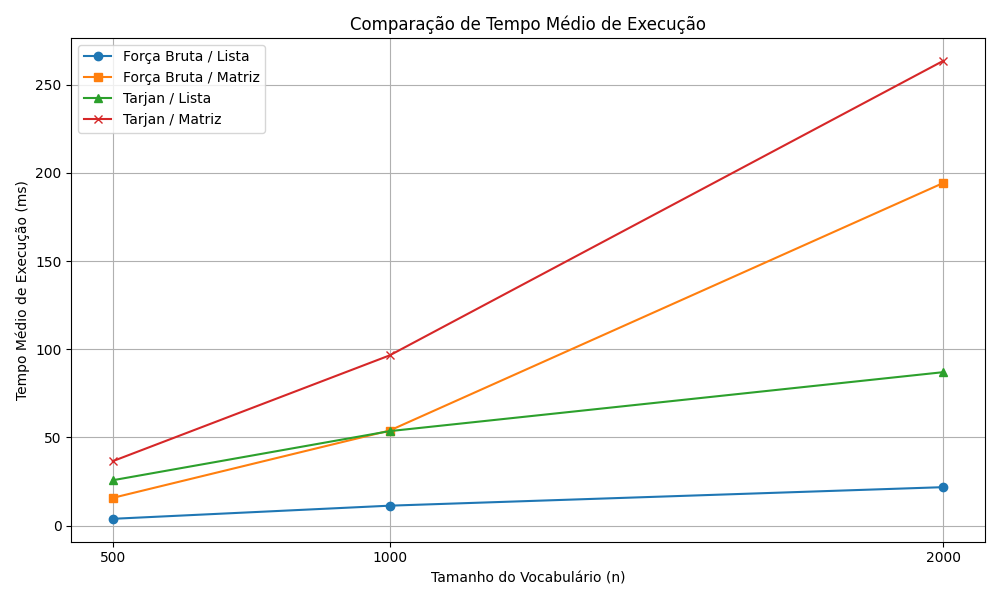 Comparação de Tempo Médio de Execução
Força Bruta / Lista
Força Bruta / Matriz
Tarjan / Lista
Tarjan / Matriz
Tempo Médio de Execução (ms)
250
200
150
100
50
0
500 1000 2000
Tamanho do Vocabulário (n)